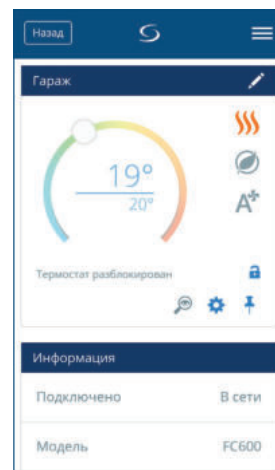 Назад
Гараж
19°
20°
A
Термостат разблокирован
Информация
Подключено В сети
Модель FC600